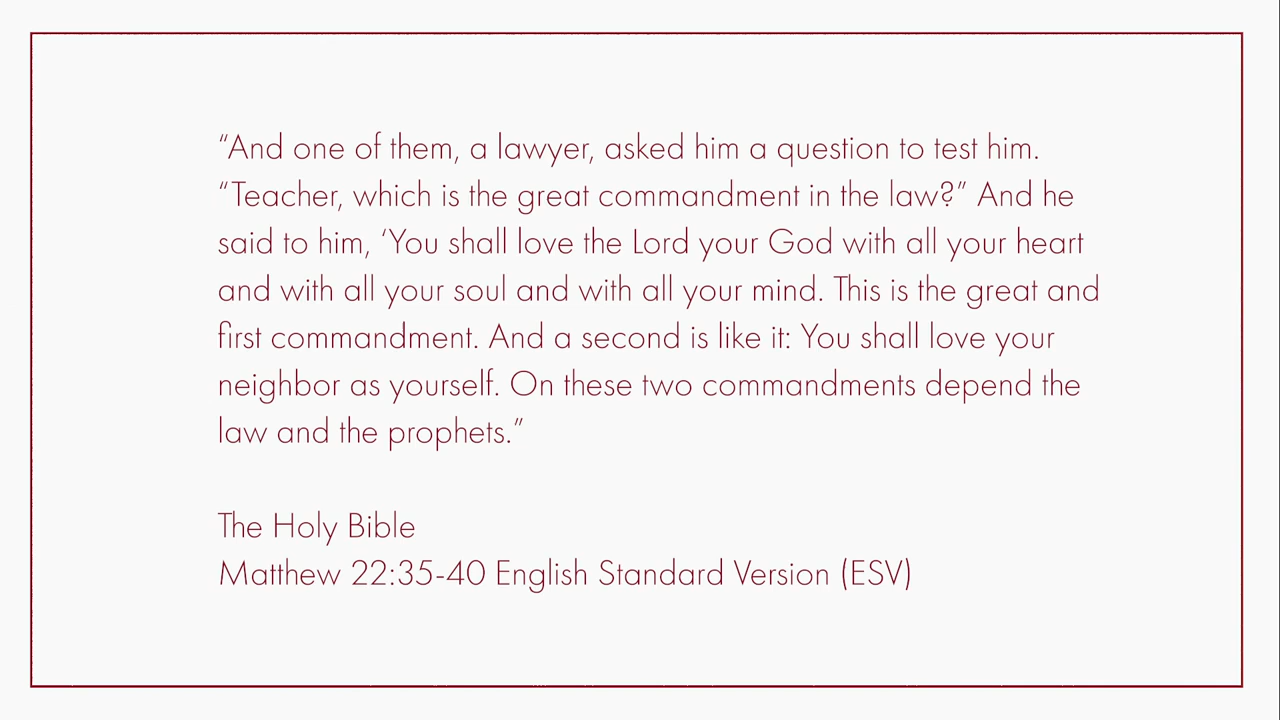 “And one of them, a lawyer, asked him a question to test him.
“Teacher, which is the great commandment in the law?” And he
said to him, ‘You shall love the Lord your God with all your heart
and with all your soul and with all your mind. This is the great and
first commandment. And a second is like it: You shall love your
neighbor as yourself. On these two commandments depend the
law and the prophets.”
The Holy Bible
Matthew 22:35-40 English Standard Version (ESV)